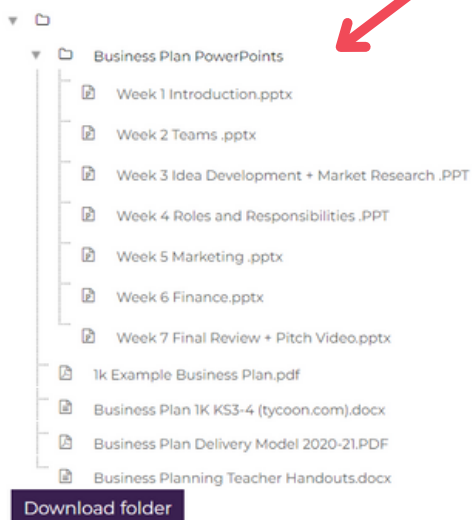 Business Plan PowerPoints
Week 1 Introduction.pptx
Week 2 Teams .pptx
Week 3 Idea Development + Market Research .PPT
Week 4 Roles and Responsibilities .PPT
Week 5 Marketing .pptx
Week 6 Finance.pptx
Week 7 Final Review + Pitch Video.pptx
1k Example Business Plan.pdf
Business Plan 1K KS3-4 (tycoon.com).docx
Business Plan Delivery Model 2020-21.PDF
Business Planning Teacher Handouts.docx
Download folder